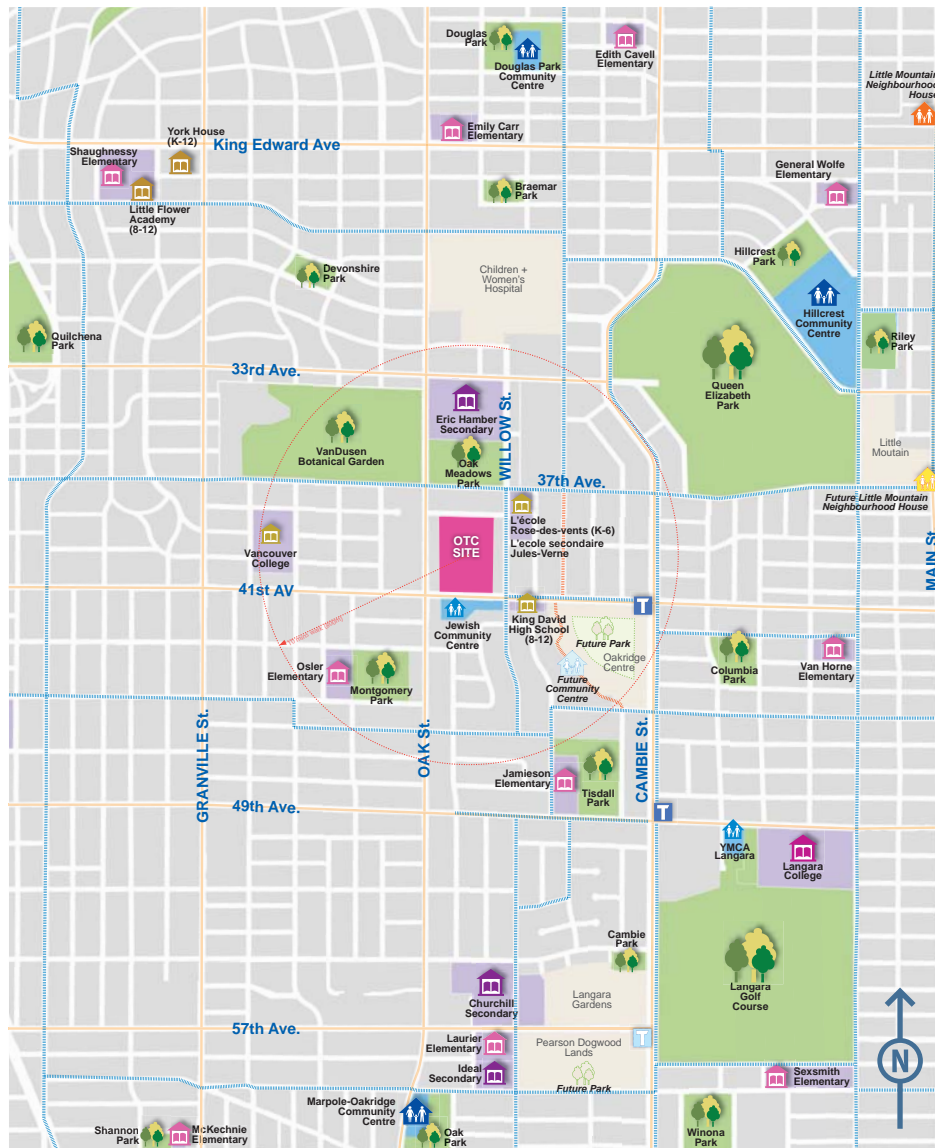 Douglas
Park
Douglas Park
Community
Centre
Edith Cavell
Elementary
Little Mountain
Neighbourhood
House
York House
(K-12)
King Edward Ave
Emily Carr
Elementary
Shaughnessy
Elementary
Little Flower
Academy
(8-12)
General Wolfe
Elementary
Braemar
Park
Hillcrest
Park
Devonshire
Park
Children +
Women's
Hospital
Hillcrest
Community
Centre
Quilchena
Park
Riley
Park
33rd Ave.
Queen
Elizabeth
Park
Eric Hamber
Secondary
WILLOW St.
VanDusen
Botanical Garden
Oak
Meadows
Park
Little
Moutain
37th Ave.
Future Little Mountain
Neighbourhood House
L'école
Rose-des-vents (K-6)
L'ecole secondaire
Jules-Verne
OTC
SITE
Vancouver
College
MAIN St.
41st AV
T
Jewish
Community
Centre
King David
High School
(8-12)
Future Park
Oakridge
Centre
Osler
Elementary
Montgomery
Park
Future
Community
Centre
Columbia
Park
Van Horne
Elementary
GRANVILLE St.
OAK St.
CAMBIE St.
Jamieson
Elementary
Tisdall
Park
49th Ave.
T
YMCA
Langara
Langara
College
Cambie
Park
Langara
Golf
Course
Churchill
Secondary
Langara
Gardens
57th Ave.
T
Laurier
Elementary
Pearson Dogwood
Lands
N
Ideal
Secondary
Future Park
Sexsmith
Elementary
Marpole-Oakridge
Community
Centre
Shannon
Park
McKechnie
Elementary
Oak
Park
Winona
Park